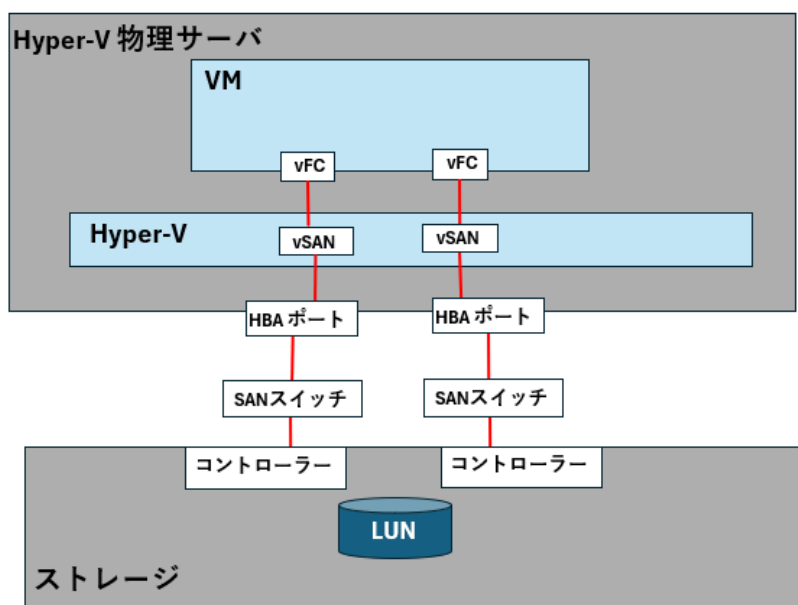 Hyper-V 物理サーバ
VM
vFC
vFC
Hyper-V
vSAN
vSAN
HBA ポート
HBA ポート
SANスイッチ
SANスイッチ
コントローラー
コントローラー
LUN
ストレージ